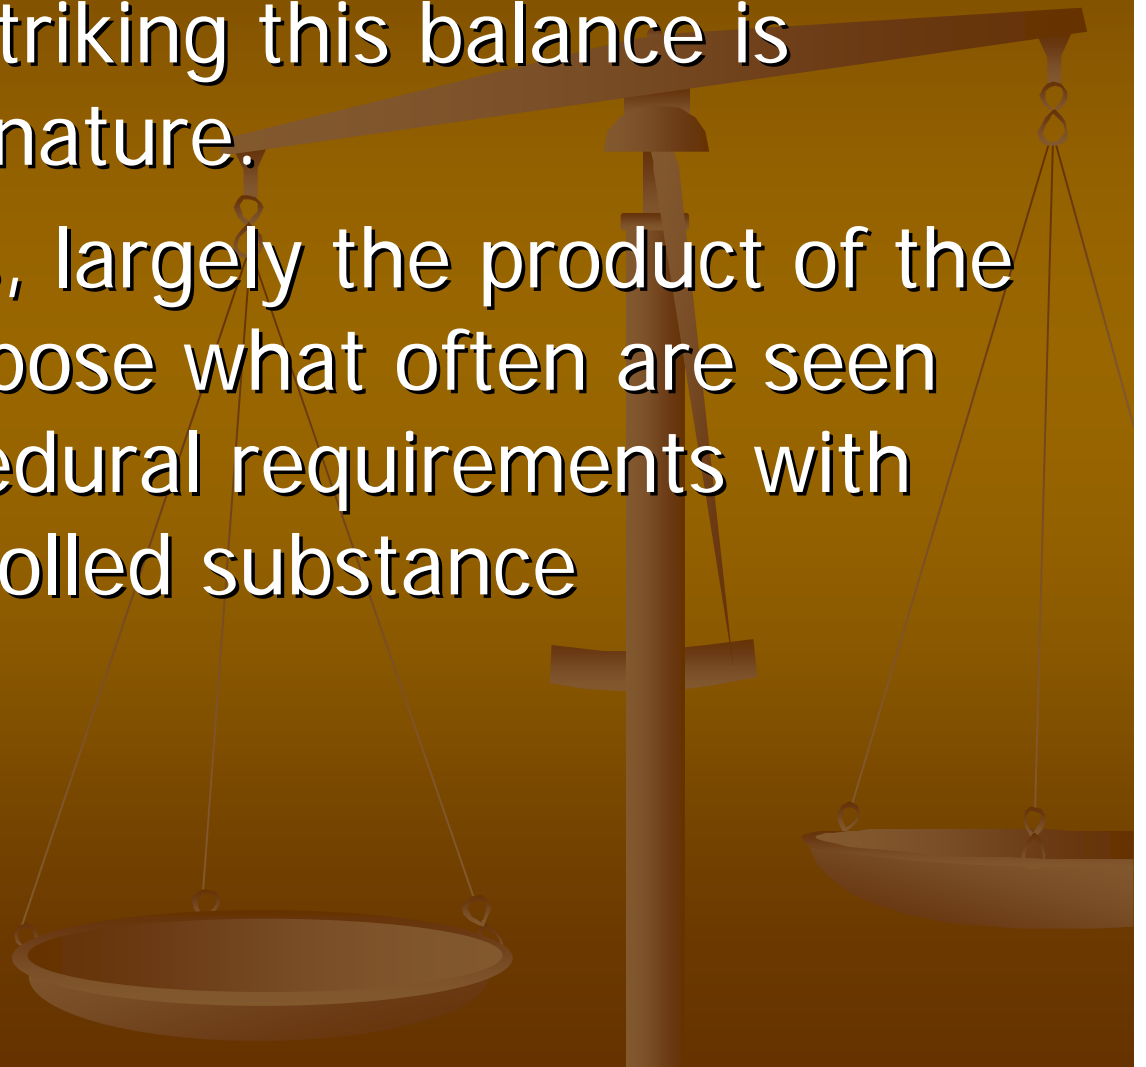 triking this balance is
nature.
, largely the product of the
pose what often are seen
edural requirements with
olled substance